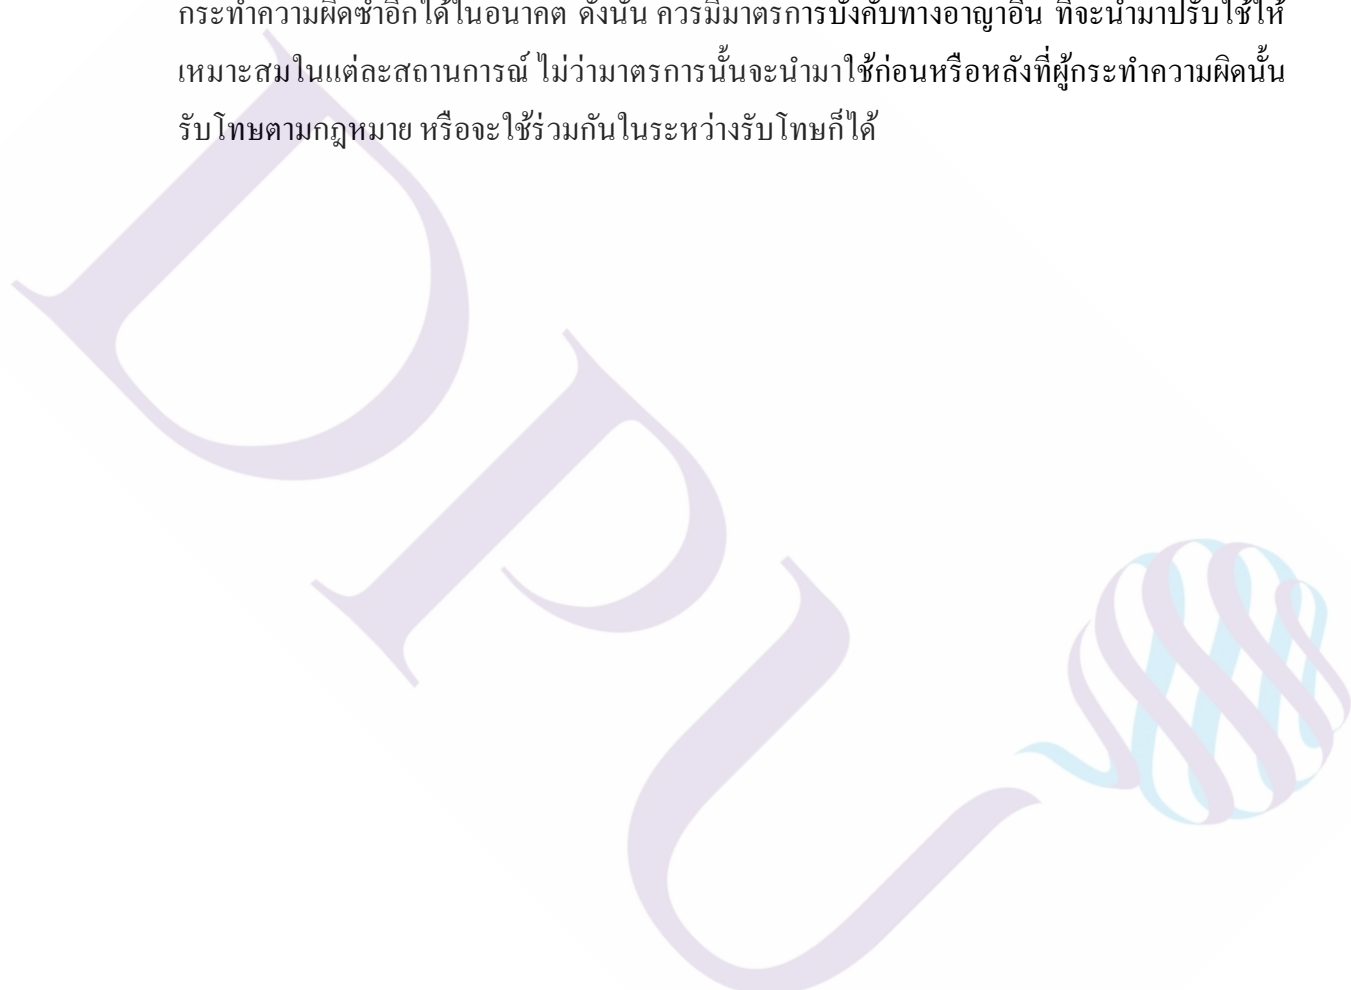 กระทำความผิดซ้ำอีกได้ในอนาคต ดังนั้น ควรมีมาตรการบังคับทางอาญาอื่น ที่จะนำมาปรับใช้ให้
เหมาะสมในแต่ละสถานการณ์ ไม่ว่ามาตรการนั้นจะนำมาใช้ก่อนหรือหลังที่ผู้กระทำความผิดนั้น
รับโทษตามกฎหมาย หรือจะใช้ร่วมกันในระหว่างรับโทษก็ได้
DPU